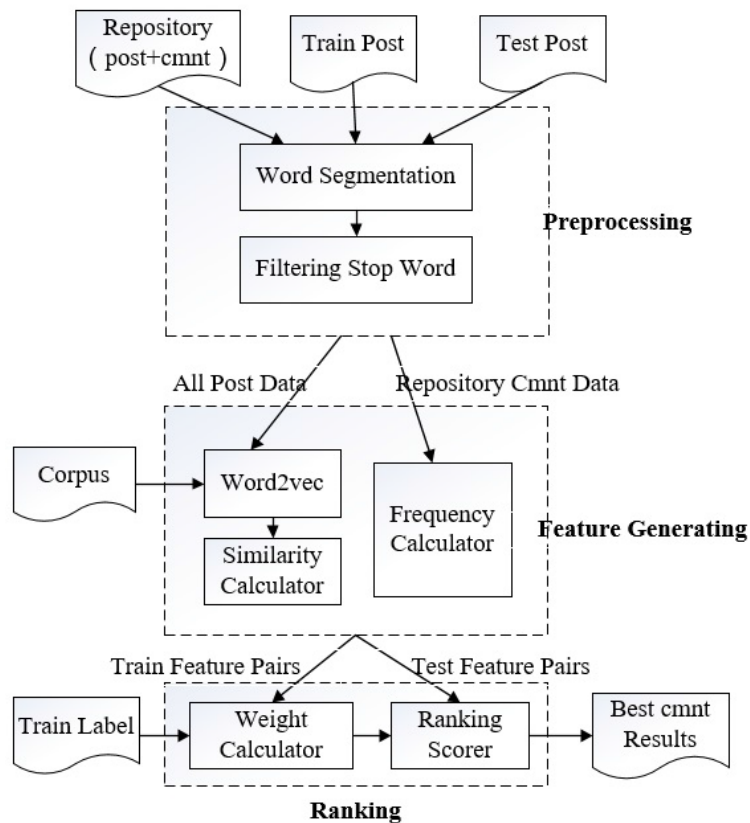 Repository
( post+cmnt )
Train Post
Test Post
Word Segmentation
Filtering Stop Word
Preprocessing
All Post Data
Repository Cmnt Data
Corpus
Word2vec
Similarity
Calculator
Frequency
Calculator
Feature Generating
Train Feature Pairs
Test Feature Pairs
Train Label
Weight
Calculator
Ranking
Scorer
Best cmnt
Results
Ranking